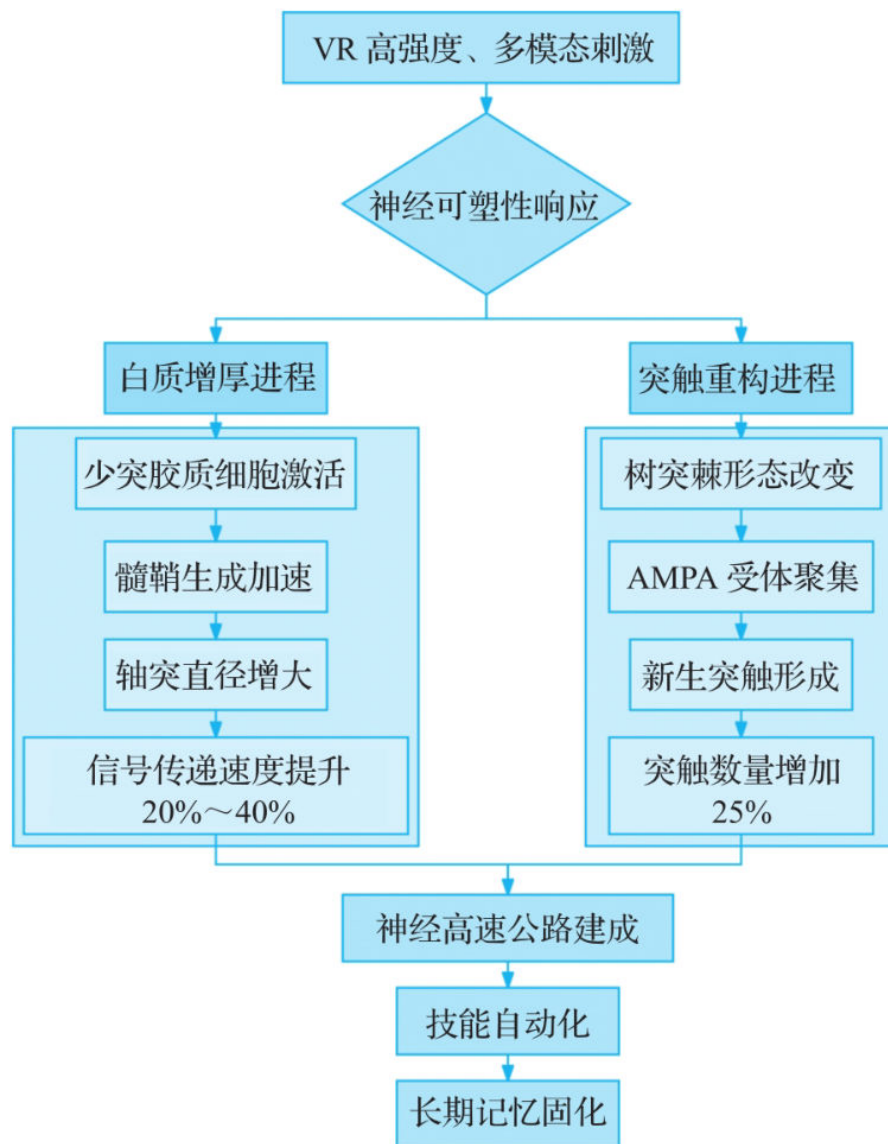 VR 高强度、多模态刺激
神经可塑性响应
白质增厚进程
少突胶质细胞激活
髓鞘生成加速
轴突直径增大
信号传递速度提升
20%～40%
突触重构进程
树突棘形态改变
AMPA 受体聚集
新生突触形成
突触数量增加
25%
神经高速公路建成
技能自动化
长期记忆固化